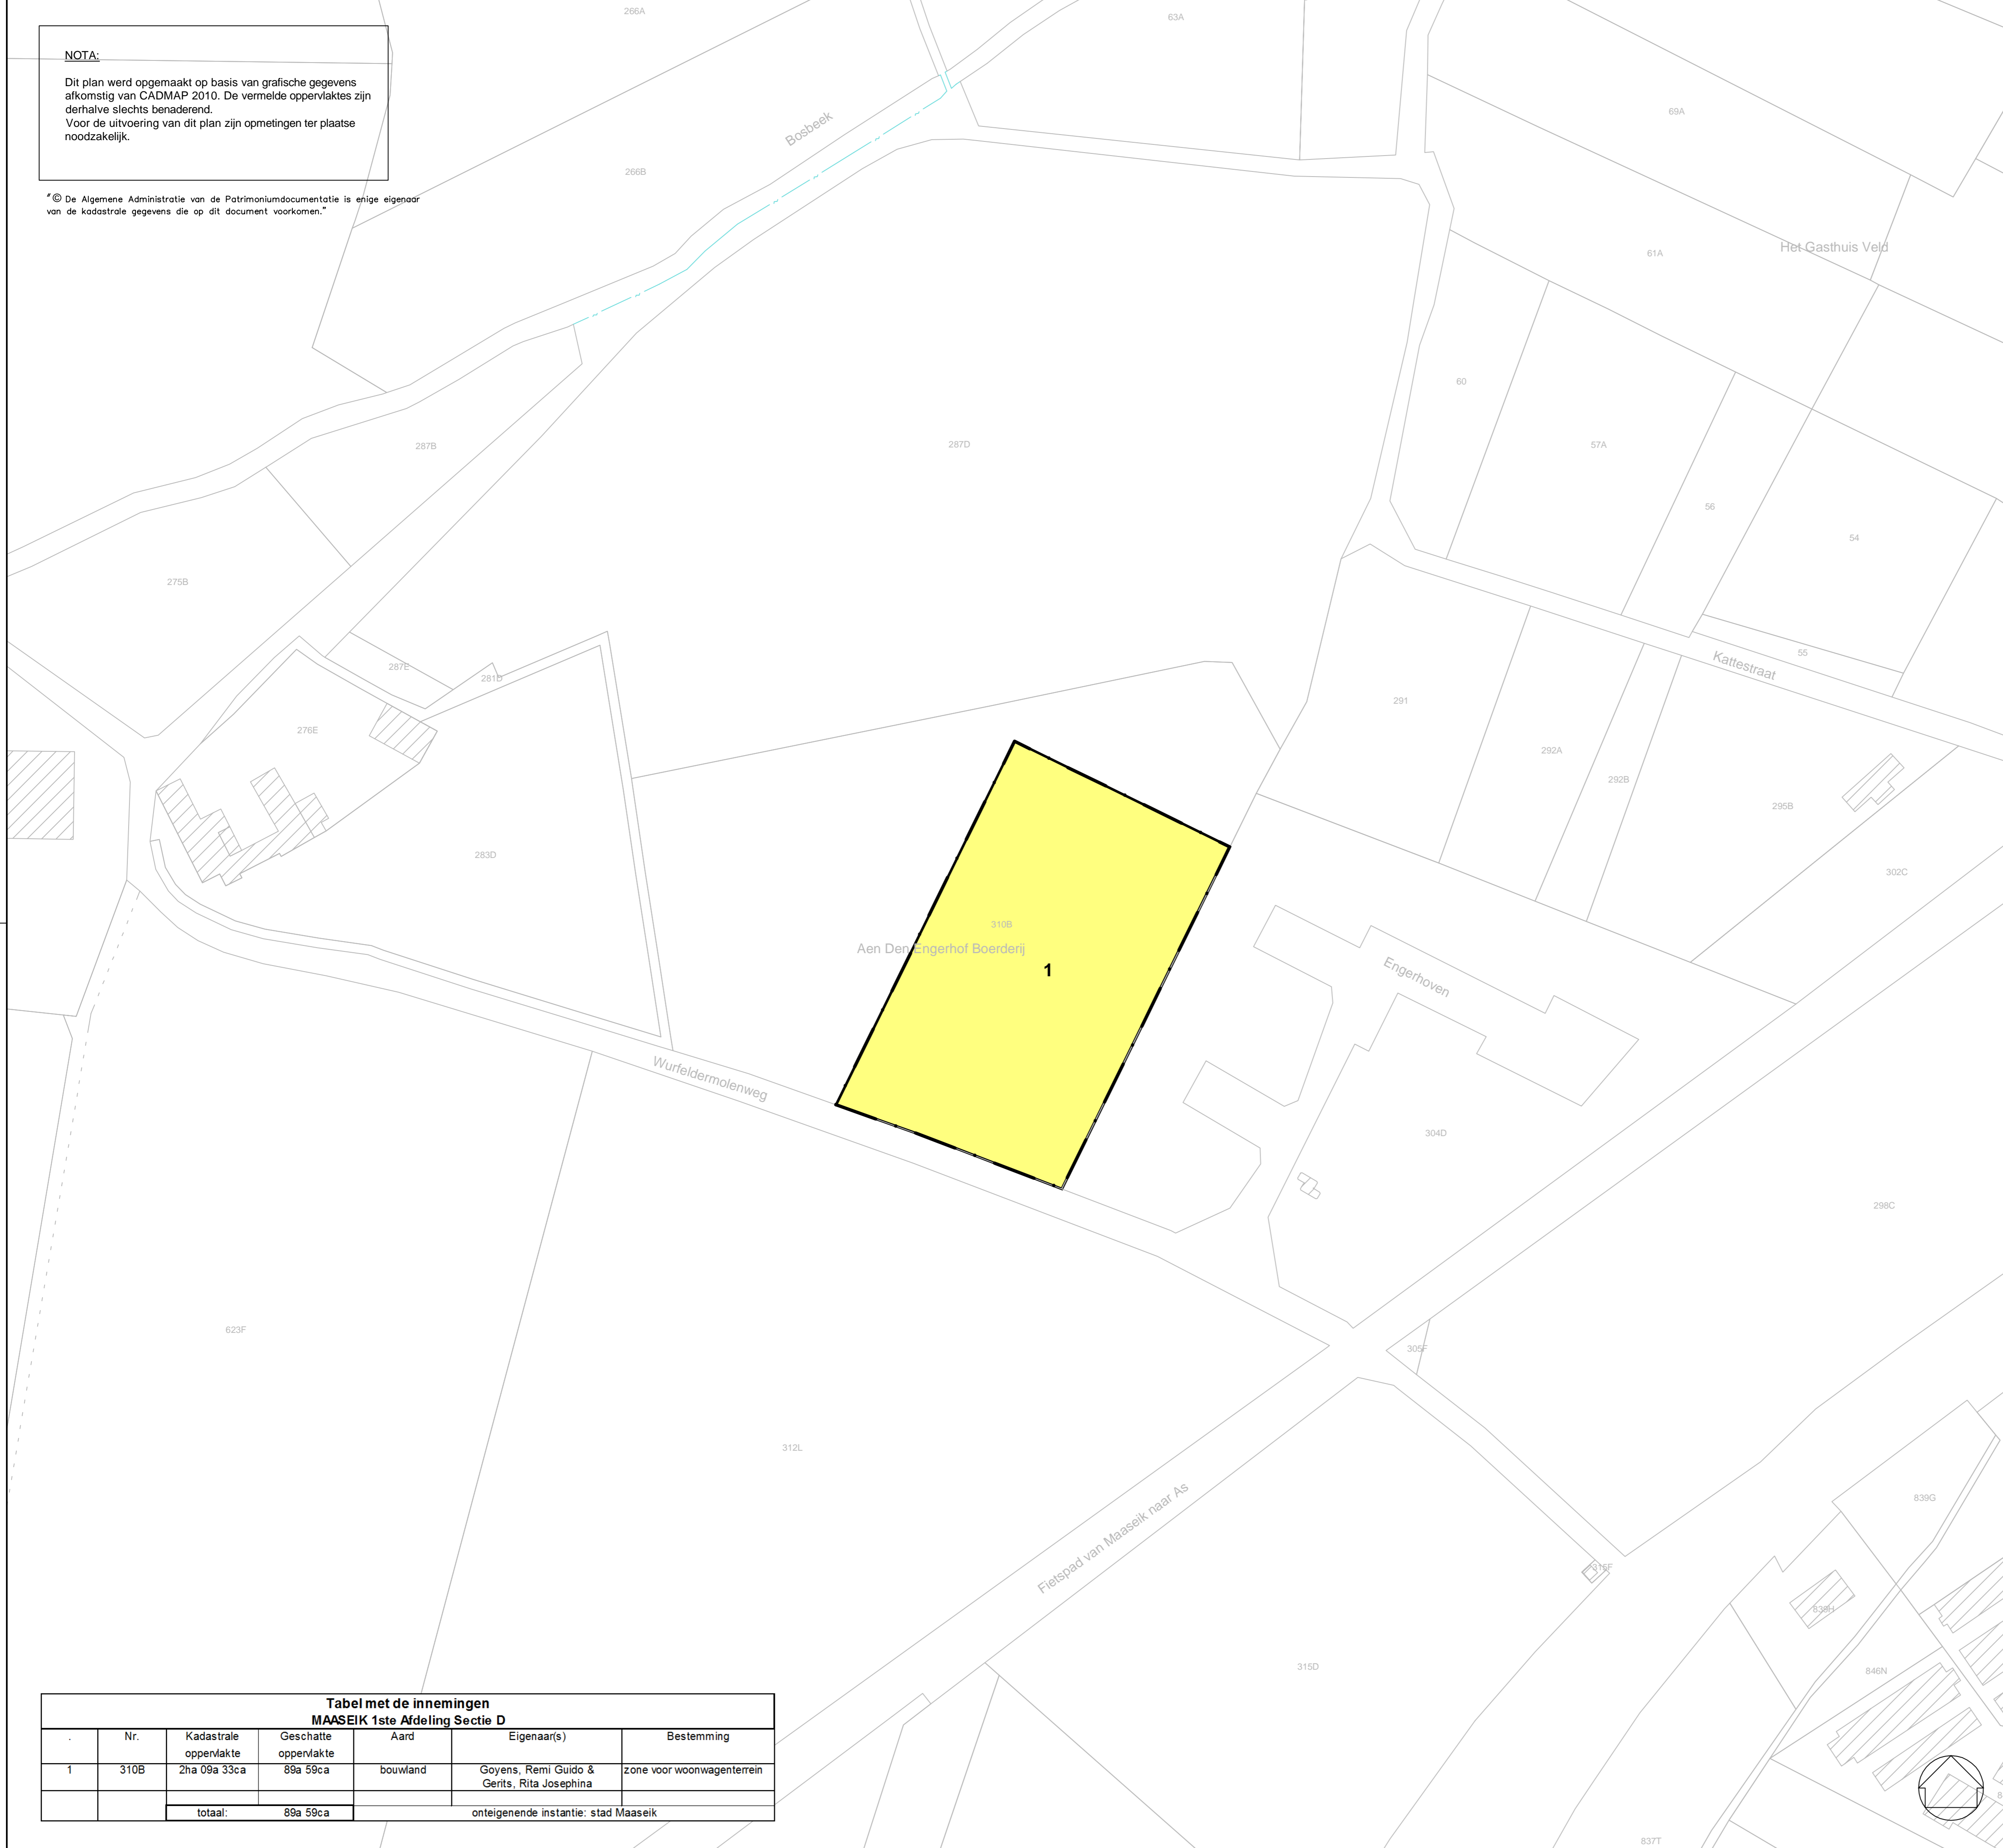 266A
63A
NOTA:
Dit plan werd opgemaakt op basis van grafische gegevens
afkomstig van CADMAP 2010. De vermelde oppervlaktes zijn
derhalve slechts benaderend.
Voor de uitvoering van dit plan zijn opmetingen ter plaatse
noodzakelijk.
69A
Bosbeek
266B
"© De Algemene Administratie van de Patrimoniumdocumentatie is enige eigenaar
van de kadastrale gegevens die op dit document voorkomen."
Het Gasthuis Veld
61A
60
287B
287D
57A
56
54
275B
55
Kattestraat
287E
281D
291
276E
292A
292B
295B
283D
302C
310B
Aen Den Engerhof Boerderij
1
Engerhoven
Wurfeldermolenweg
304D
298C
623F
305F
312L
Fietspad van Maaseik naar As
839G
316F
839H
315D
846N
Tabel met de innemingen
MAASEIK 1ste Afdeling Sectie D
. Nr. Kadastrale Geschatte Aard Eigenaar(s) Bestemming
oppervlakte oppervlakte
1 310B 2ha 09a 33ca 89a 59ca bouwland Goyens, Remi Guido & zone voor woonwagenterrein
Gerits, Rita Josephina
totaal: 89a 59ca onteigenende instantie: stad Maaseik
837T